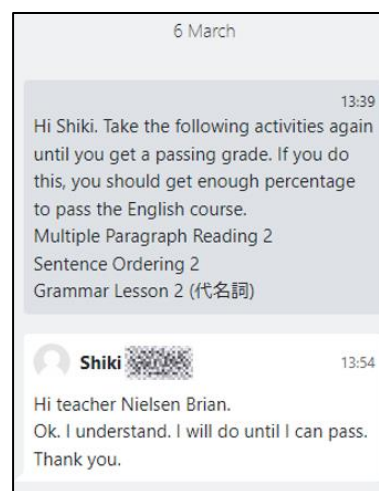 6 March
13:39
Hi Shiki. Take the following activities again
until you get a passing grade. If you do
this, you should get enough percentage
to pass the English course.
Multiple Paragraph Reading 2
Sentence Ordering 2
Grammar Lesson 2 (代名詞)
Shiki 13:54
Hi teacher Nielsen Brian.
Ok. I understand. I will do until I can pass.
Thank you.